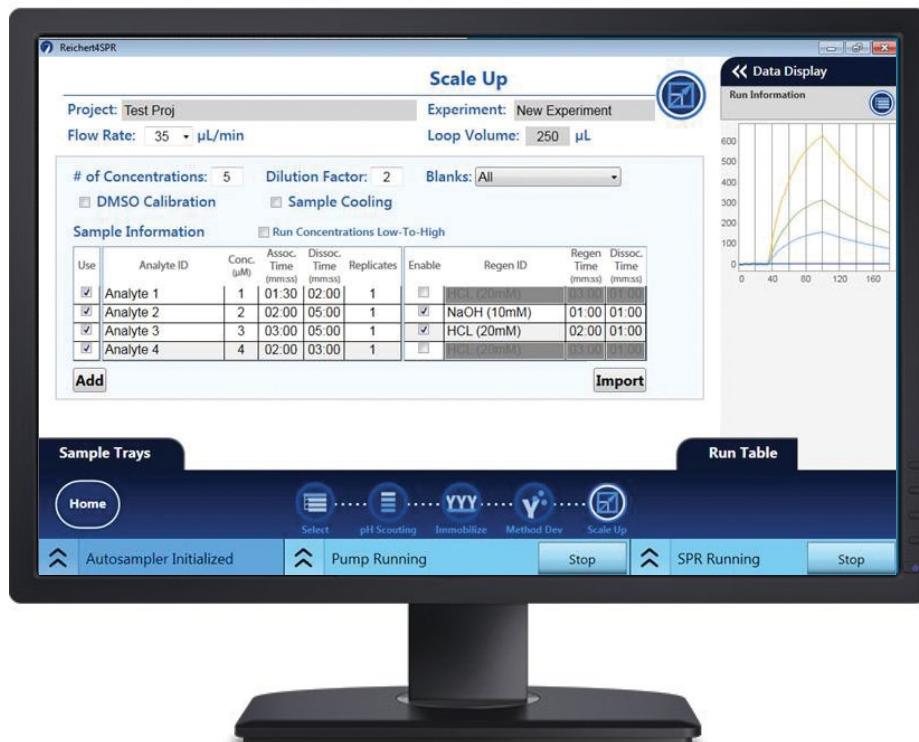 Reichert4SPR
Scale Up
Project: Test Proj Experiment: New Experiment
Flow Rate: 35 µL/min Loop Volume: 250 µL
# of Concentrations: 5 Dilution Factor: 2 Blanks: All
DMSO Calibration Sample Cooling
Sample Information Run Concentrations Low-To-High
Use Analyte ID Conc. (µM) Assoc. Time (mm:ss) Dissoc. Time (mm:ss) Replicates Enable Regen ID Regen Time (mm:ss) Dissoc. Time (mm:ss)
Analyte 1 1 01:30 02:00 1 HCL (20mM) 03:00 01:00
Analyte 2 2 02:00 05:00 1 NaOH (10mM) 01:00 01:00
Analyte 3 3 03:00 05:00 1 HCL (20mM) 02:00 01:00
Analyte 4 4 02:00 03:00 1 HCL (20mM) 03:00 01:00
Add Import
Data Display
Run Information
600
500
400
300
200
100
0
0 40 80 120 160
Sample Trays Run Table
Home
YYY
Select pH Scouting Immobilize Method Dev Scale Up
Autosampler Initialized Pump Running Stop SPR Running Stop